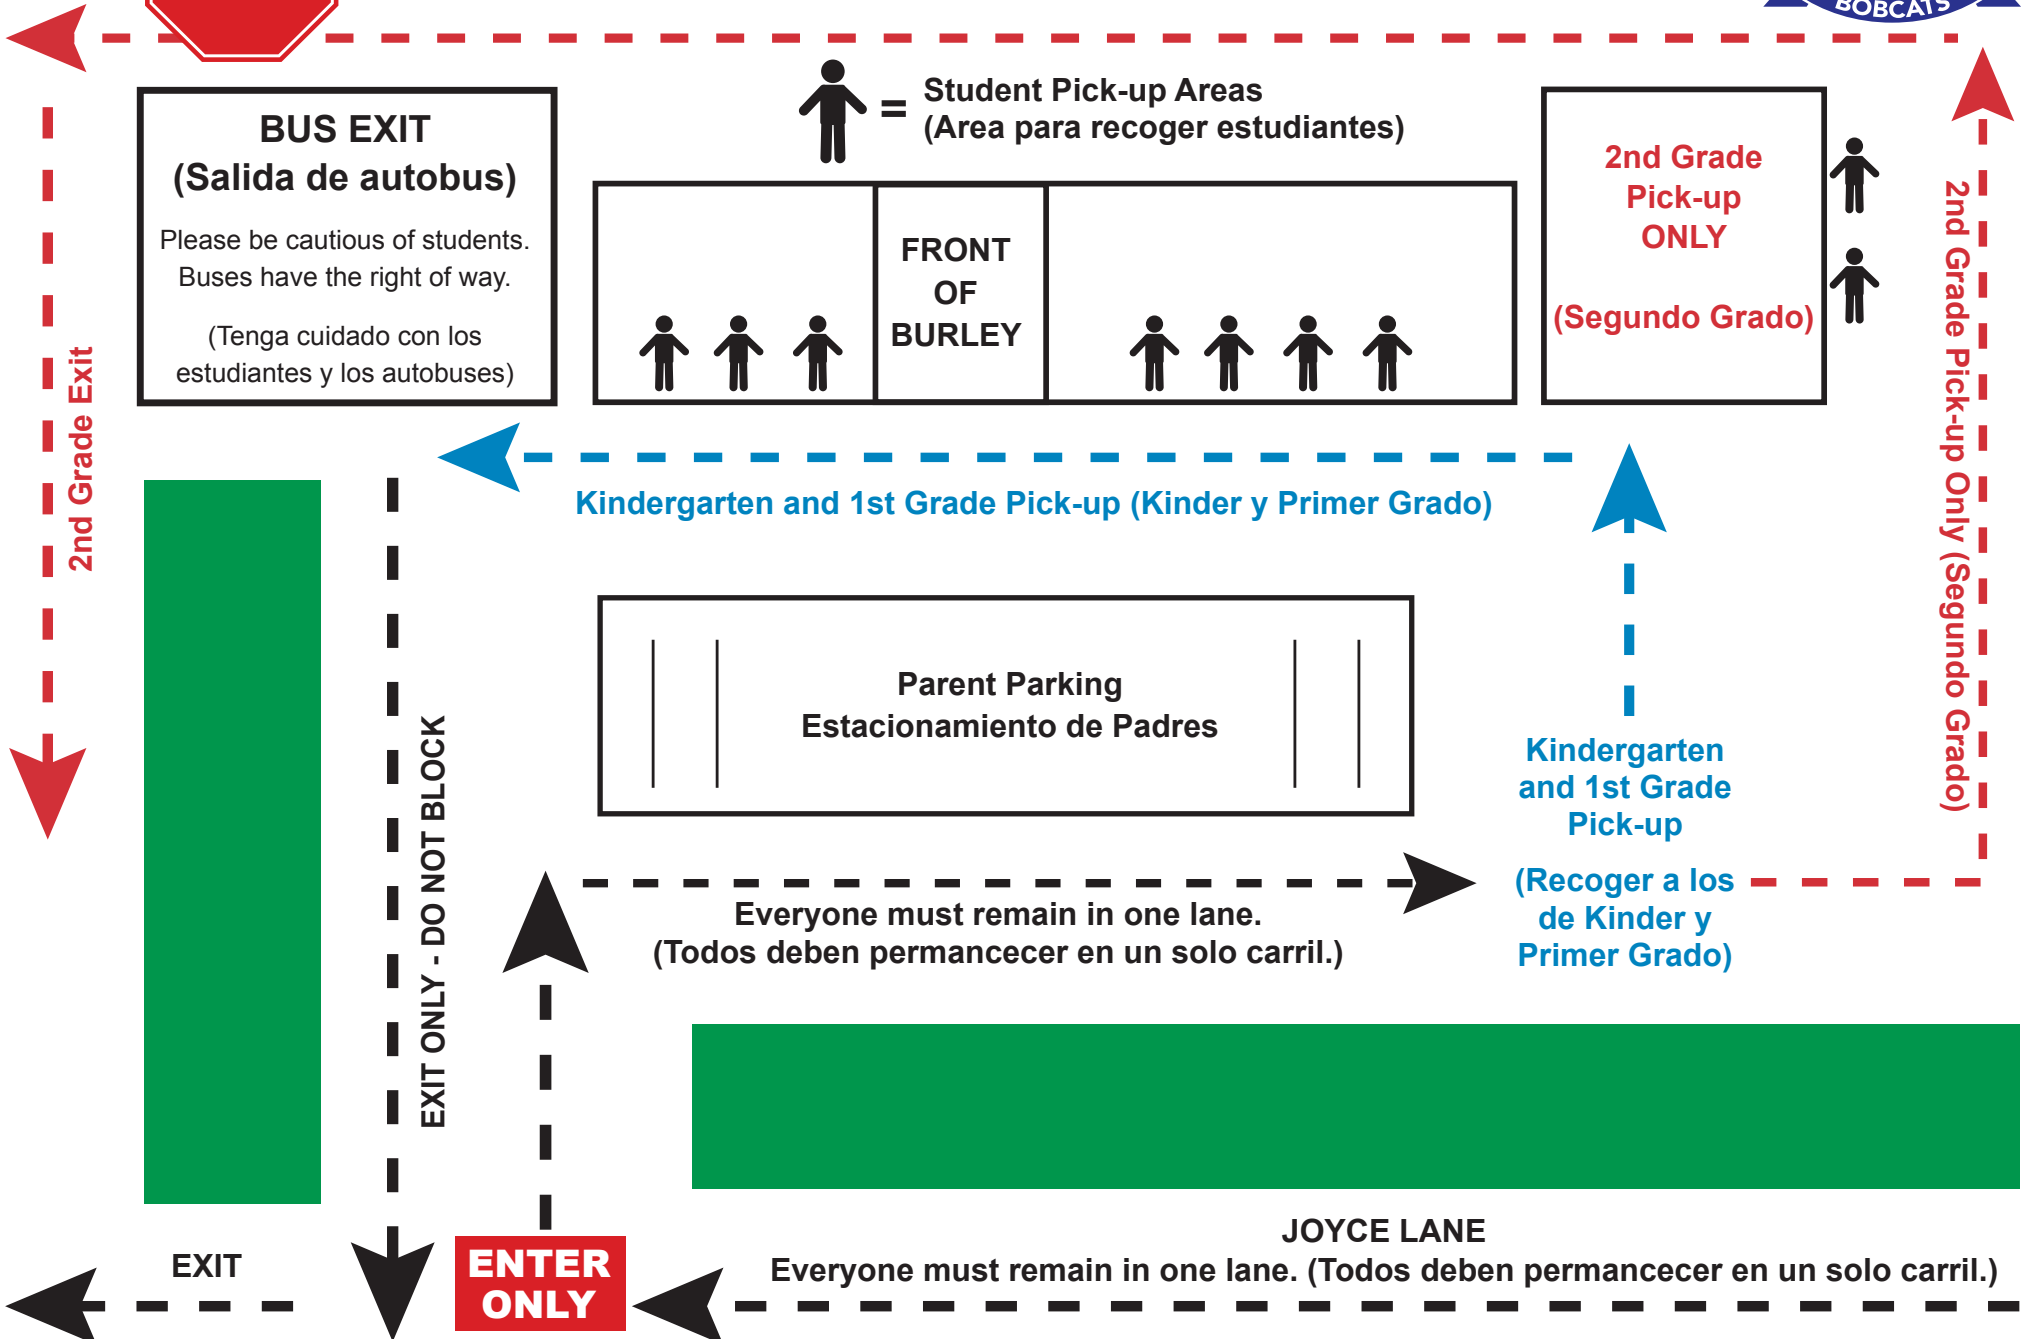 BOBCATS
BUS EXIT
(Salida de autobus)
Please be cautious of students.
Buses have the right of way.
(Tenga cuidado con los
estudiantes y los autobuses)
= Student Pick-up Areas
(Area para recoger estudiantes)
FRONT
OF
BURLEY
2nd Grade
Pick-up
ONLY
(Segundo Grado)
2nd Grade Pick-up Only (Segundo Grado)
2nd Grade Exit
Kindergarten and 1st Grade Pick-up (Kinder y Primer Grado)
Parent Parking
Estacionamiento de Padres
EXIT ONLY - DO NOT BLOCK
Kindergarten
and 1st Grade
Pick-up
(Recoger a los
de Kinder y
Primer Grado)
Everyone must remain in one lane.
(Todos deben permancecer en un solo carril.)
JOYCE LANE
Everyone must remain in one lane. (Todos deben permancecer en un solo carril.)
EXIT
ENTER
ONLY